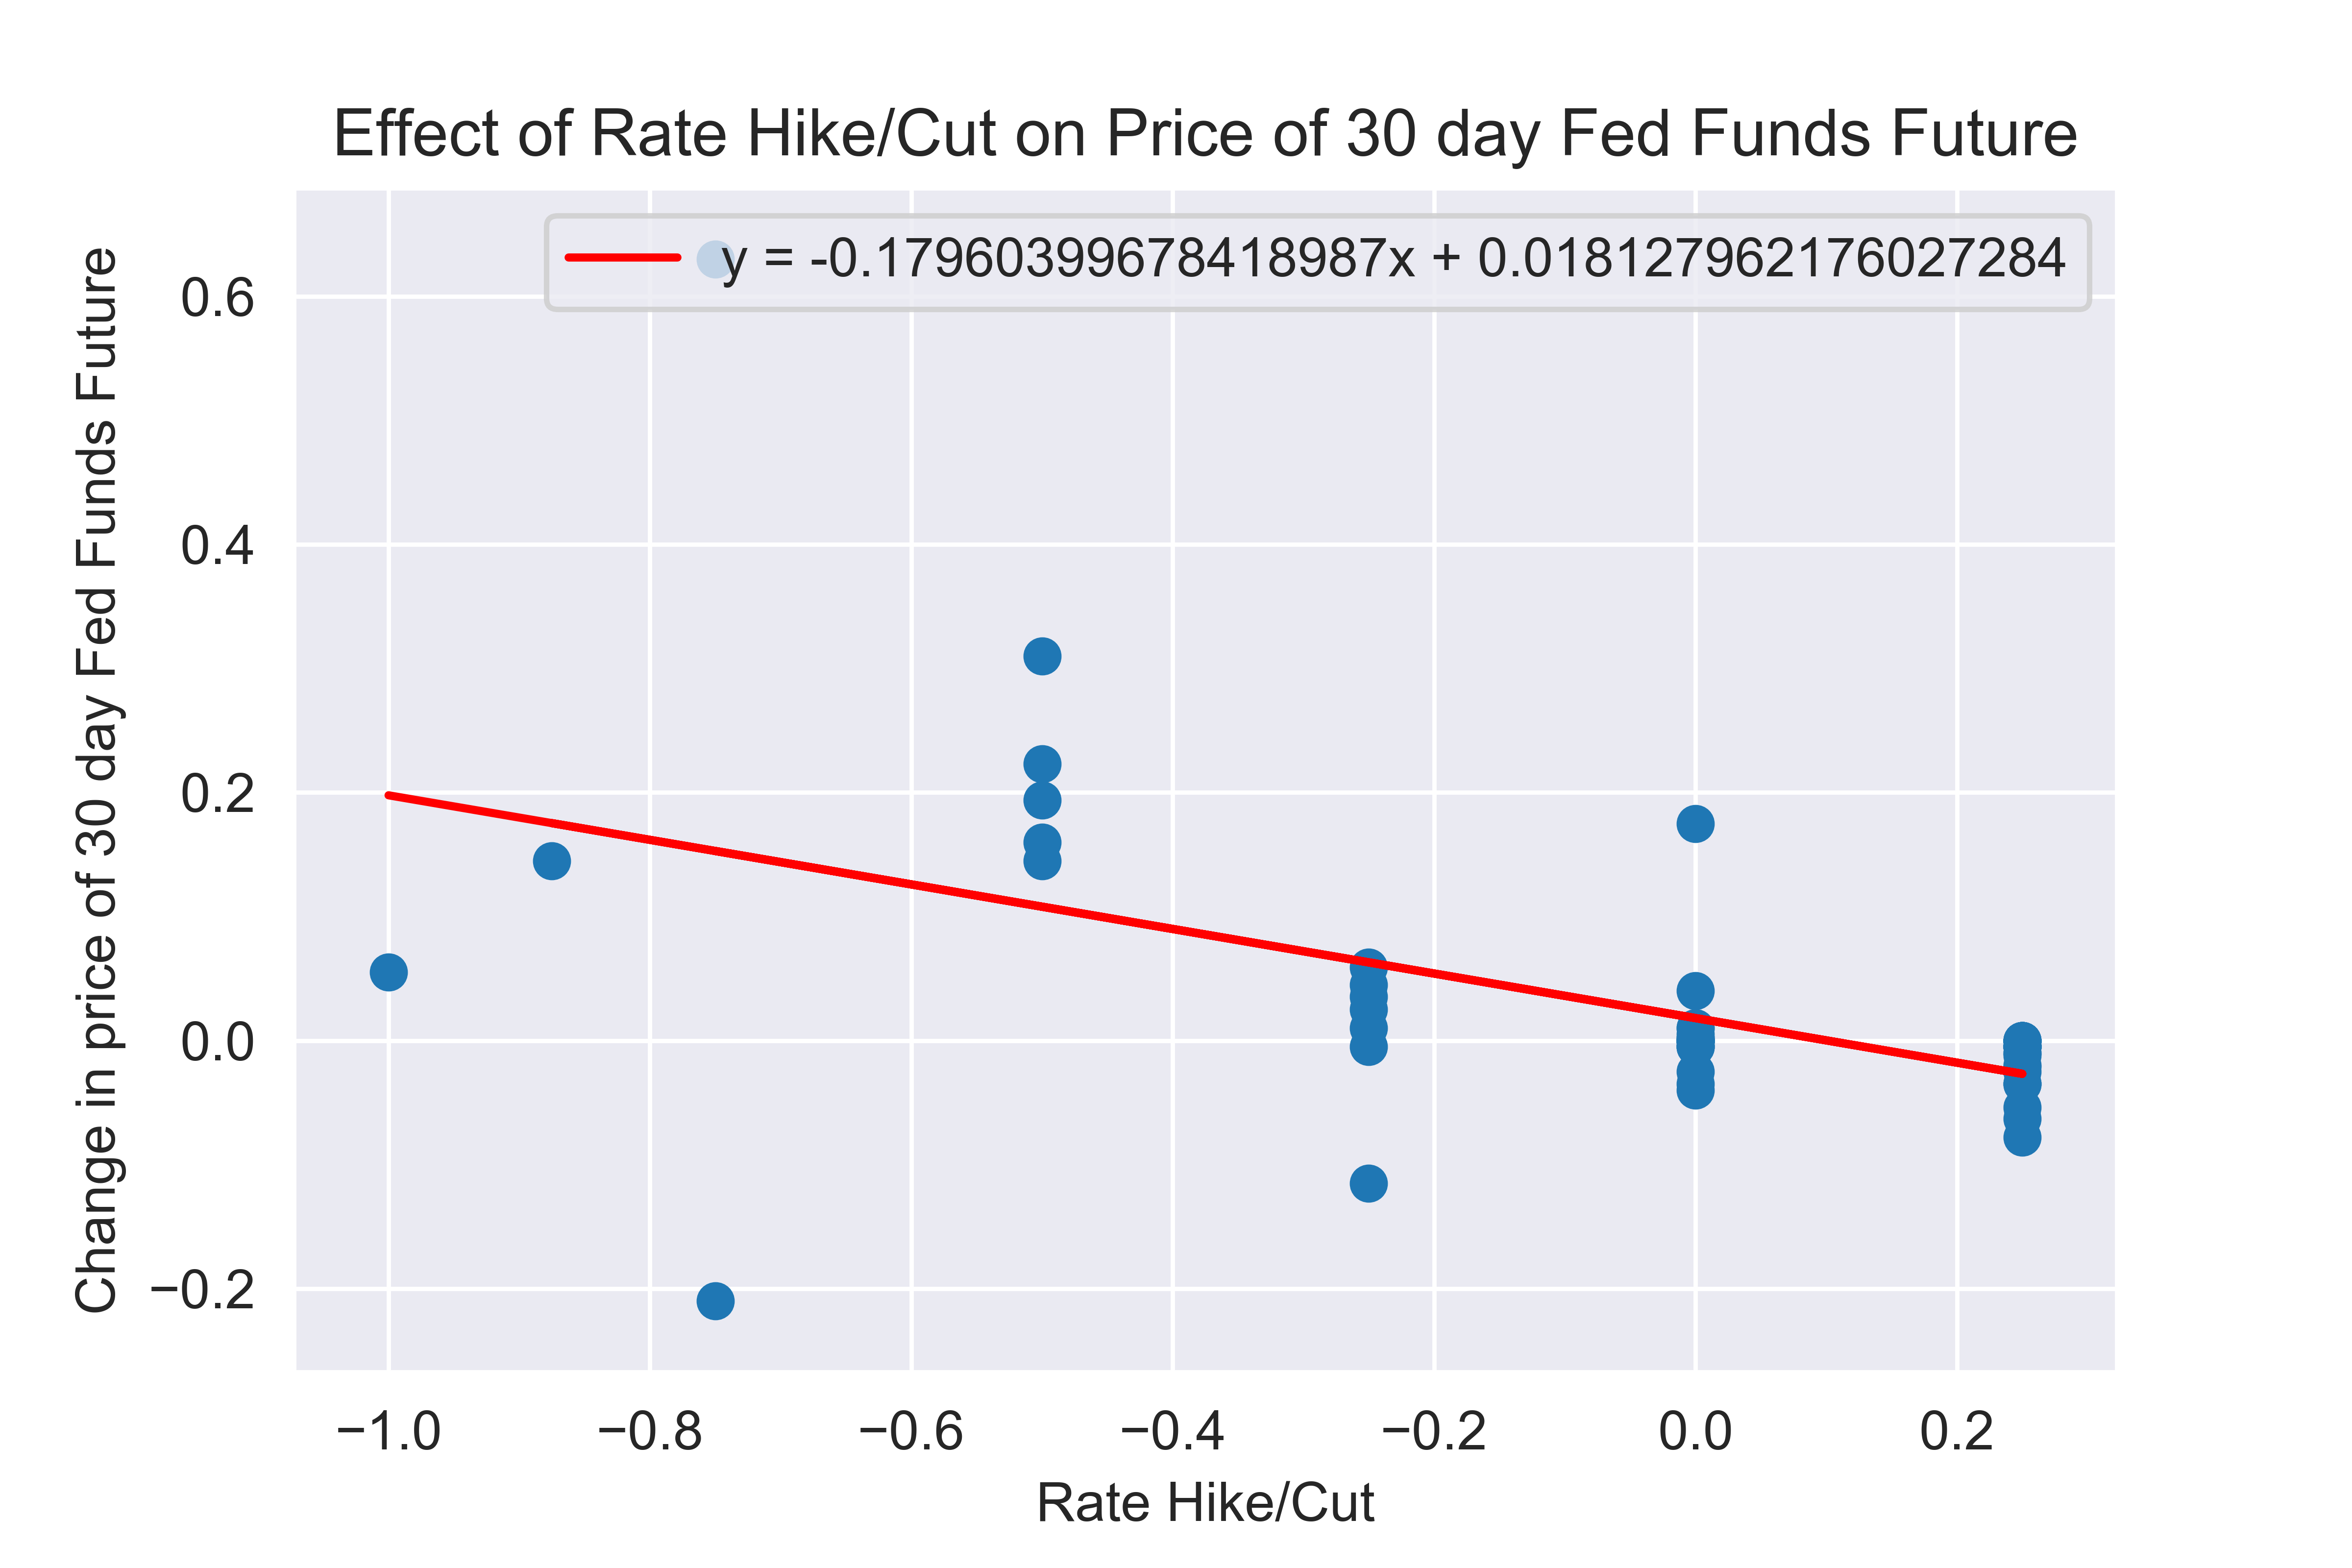 Effect of Rate Hike/Cut on Price of 30 day Fed Funds Future
y = -0.17960399678418987x + 0.018127962176027284
Change in price of 30 day Fed Funds Future
0.6
0.4
0.2
0.0
−0.2
−1.0 −0.8 −0.6 −0.4 −0.2 0.0 0.2
Rate Hike/Cut